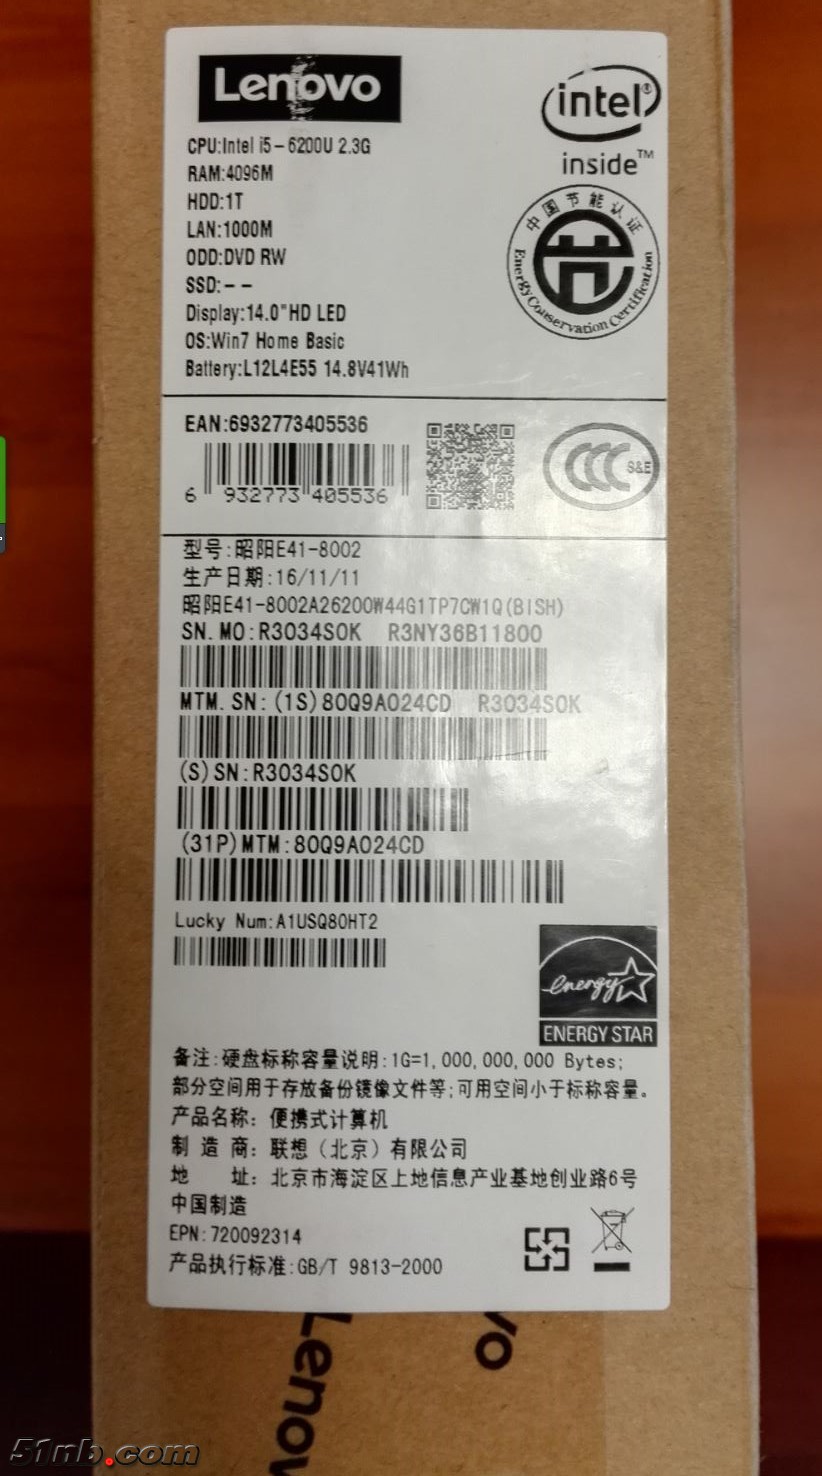 Lenovo
intel®
inside™
CPU:Intel i5-6200U 2.3G
RAM:4096M
HDD:1T
LAN:1000M
ODD:DVD RW
SSD:--
Display:14.0"HD LED
OS:Win7 Home Basic
Battery:L12L4E55 14.8V41Wh
中国节能认证
Energy Conservation Certification
EAN:6932773405536
6 932773 405536
CCC S&E
型号:昭阳E41-8002
生产日期:16/11/11
昭阳E41-8002A26200W44G1TP7CW1Q(BISH)
SN.MO:R3034S0K R3NY36B11800
MTM.SN:(1S)80Q9A024CD R3034S0K
(S)SN:R3034S0K
(31P)MTM:80Q9A024CD
Lucky Num:A1USQ80HT2
energy
ENERGY STAR
备注:硬盘标称容量说明:1G=1,000,000,000 Bytes;
部分空间用于存放备份镜像文件等;可用空间小于标称容量。
产品名称: 便携式计算机
制 造 商: 联想(北京)有限公司
地 址: 北京市海淀区上地信息产业基地创业路6号
中国制造
EPN:720092314
产品执行标准:GB/T 9813-2000
Lenovo
vo
51nb.com